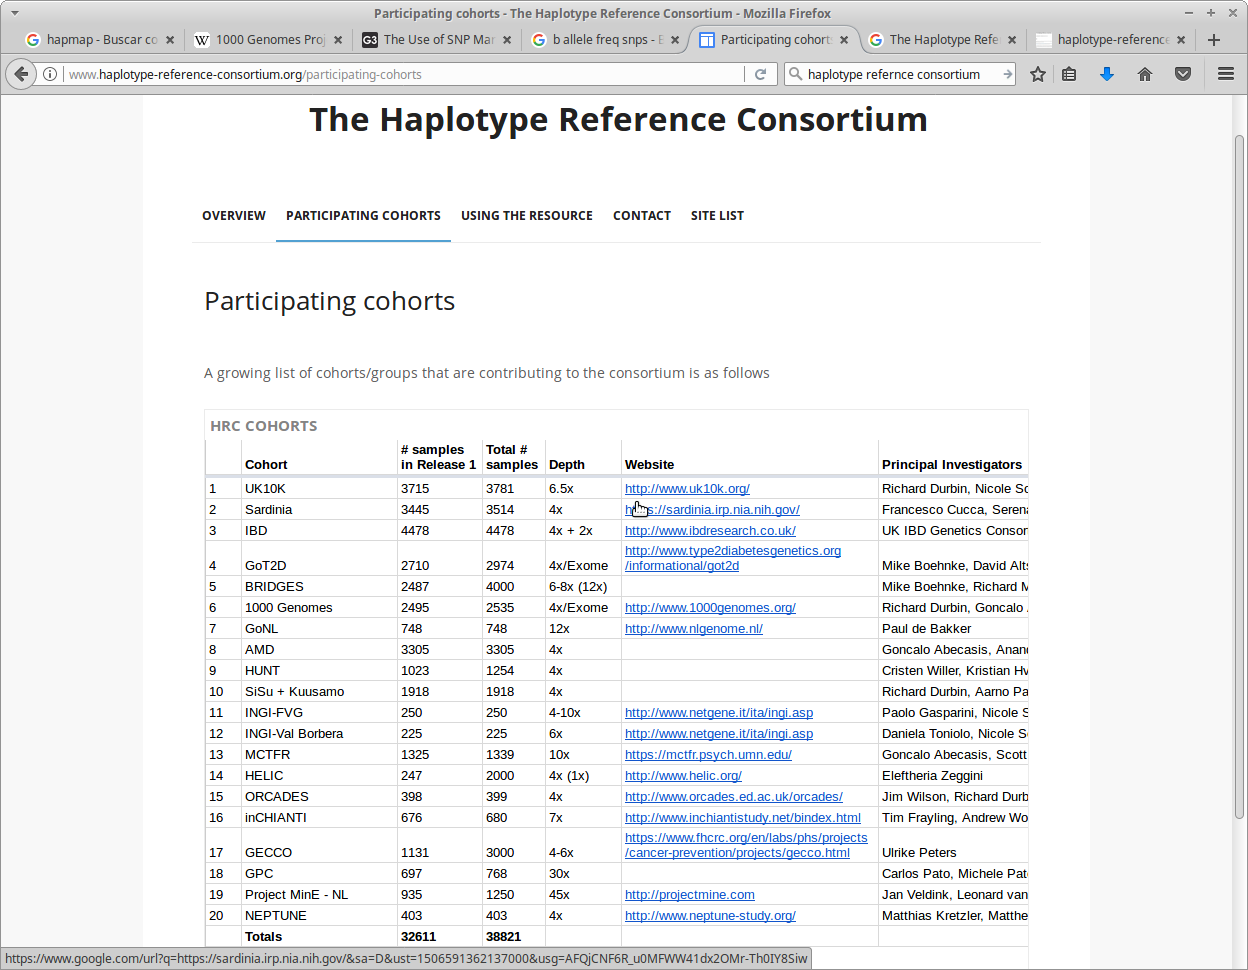 Participating cohorts - The Haplotype Reference Consortium - Mozilla Firefox
hapmap - Buscar co
1000 Genomes Proj
The Use of SNP Mar
b allele freq snps - B
Participating cohorts
The Haplotype Refe
haplotype-reference
www.haplotype-reference-consortium.org/participating-cohorts
haplotype refernce consortium
The Haplotype Reference Consortium
OVERVIEW PARTICIPATING COHORTS USING THE RESOURCE CONTACT SITE LIST
Participating cohorts
A growing list of cohorts/groups that are contributing to the consortium is as follows
HRC COHORTS
Cohort # samples in Release 1 Total # samples Depth Website Principal Investigators
1 UK10K 3715 3781 6.5x http://www.uk10k.org/ Richard Durbin, Nicole So
2 Sardinia 3445 3514 4x https://sardinia.irp.nia.nih.gov/ Francesco Cucca, Serena
3 IBD 4478 4478 4x + 2x http://www.ibdresearch.co.uk/ UK IBD Genetics Consor
4 GoT2D 2710 2974 4x/Exome http://www.type2diabetesgenetics.org/informational/got2d Mike Boehnke, David Alts
5 BRIDGES 2487 4000 6-8x (12x) Mike Boehnke, Richard M
6 1000 Genomes 2495 2535 4x/Exome http://www.1000genomes.org/ Richard Durbin, Goncalo A
7 GoNL 748 748 12x http://www.nlgenome.nl/ Paul de Bakker
8 AMD 3305 3305 4x Goncalo Abecasis, Anand
9 HUNT 1023 1254 4x Cristen Willer, Kristian Hv
10 SiSu + Kuusamo 1918 1918 4x Richard Durbin, Aarno Pa
11 INGI-FVG 250 250 4-10x http://www.netgene.it/ita/ingi.asp Paolo Gasparini, Nicole S
12 INGI-Val Borbera 225 225 6x http://www.netgene.it/ita/ingi.asp Daniela Toniolo, Nicole S
13 MCTFR 1325 1339 10x https://mctfr.psych.umn.edu/ Goncalo Abecasis, Scott
14 HELIC 247 2000 4x (1x) http://www.helic.org/ Eleftheria Zeggini
15 ORCADES 398 399 4x http://www.orcades.ed.ac.uk/orcades/ Jim Wilson, Richard Durb
16 inCHIANTI 676 680 7x http://www.inchiantistudy.net/bindex.html Tim Frayling, Andrew Wo
17 GECCO 1131 3000 4-6x https://www.fhcrc.org/en/labs/phs/projects/cancer-prevention/projects/gecco.html Ulrike Peters
18 GPC 697 768 30x Carlos Pato, Michele Pat
19 Project MinE - NL 935 1250 45x http://projectmine.com Jan Veldink, Leonard van
20 NEPTUNE 403 403 4x http://www.neptune-study.org/ Matthias Kretzler, Matthe
Totals 32611 38821
https://www.google.com/url?q=https://sardinia.irp.nia.nih.gov/&sa=D&ust=1506591362137000&usg=AFQjCNF6R_u0MFWW41dx2OMr-Th0IY8Siw